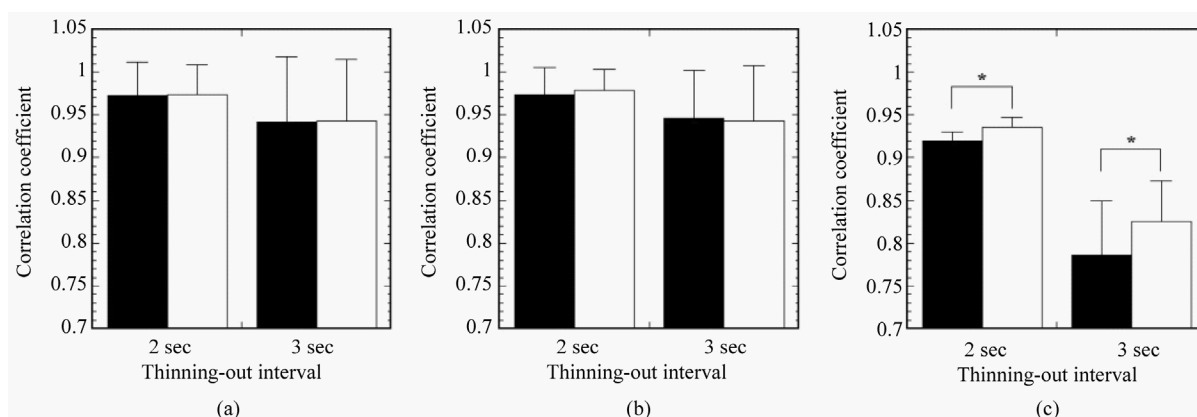 1.05
1
0.95
0.9
0.85
0.8
0.75
0.7
Correlation coefficient
2 sec 3 sec
Thinning-out interval
(a)
1.05
1
0.95
0.9
0.85
0.8
0.75
0.7
Correlation coefficient
2 sec 3 sec
Thinning-out interval
(b)
1.05
1
0.95
0.9
0.85
0.8
0.75
0.7
Correlation coefficient
*
*
2 sec 3 sec
Thinning-out interval
(c)